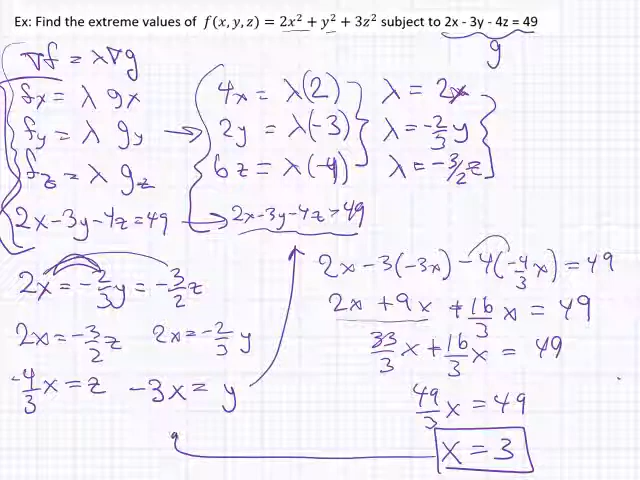 Ex: Find the extreme values of f(x, y, z) = 2x² + y² + 3z² subject to 2x - 3y - 4z = 49
g
∇f = λ∇g
fx = λ gx
fy = λ gy
fz = λ gz
2x-3y-4z=49
4x = λ(2)
2y = λ(-3)
6z = λ(-4)
2x-3y-4z=49
λ = 2x
λ = -2/3 y
λ = -3/2 z
2x = -2/3 y = -3/2 z
2x = -3/2 z   2x = -2/3 y
-4/3 x = z   -3x = y
2x - 3(-3x) - 4(-4/3 x) = 49
2x + 9x + 16/3 x = 49
33/3 x + 16/3 x = 49
49/3 x = 49
x = 3